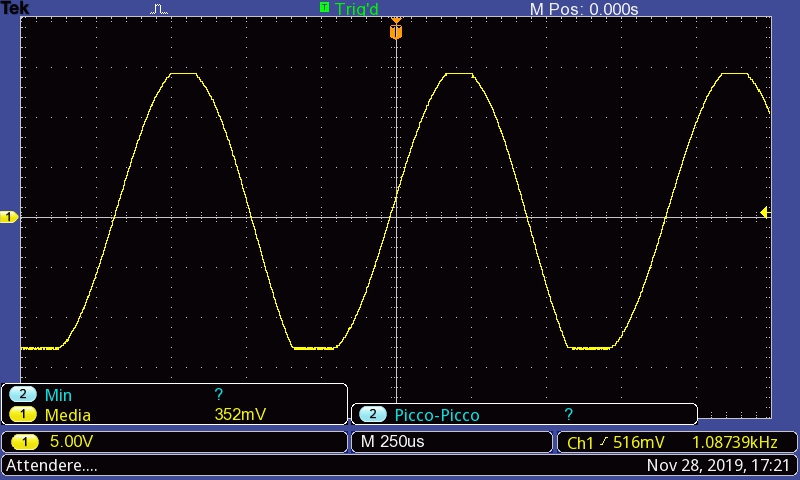 Tek T Trig'd M Pos: 0.000s
T
1
2 Min ?
1 Media 352mV
2 Picco-Picco ?
1 5.00V M 250us Ch1 516mV 1.08739kHz
Attendere.... Nov 28, 2019, 17:21